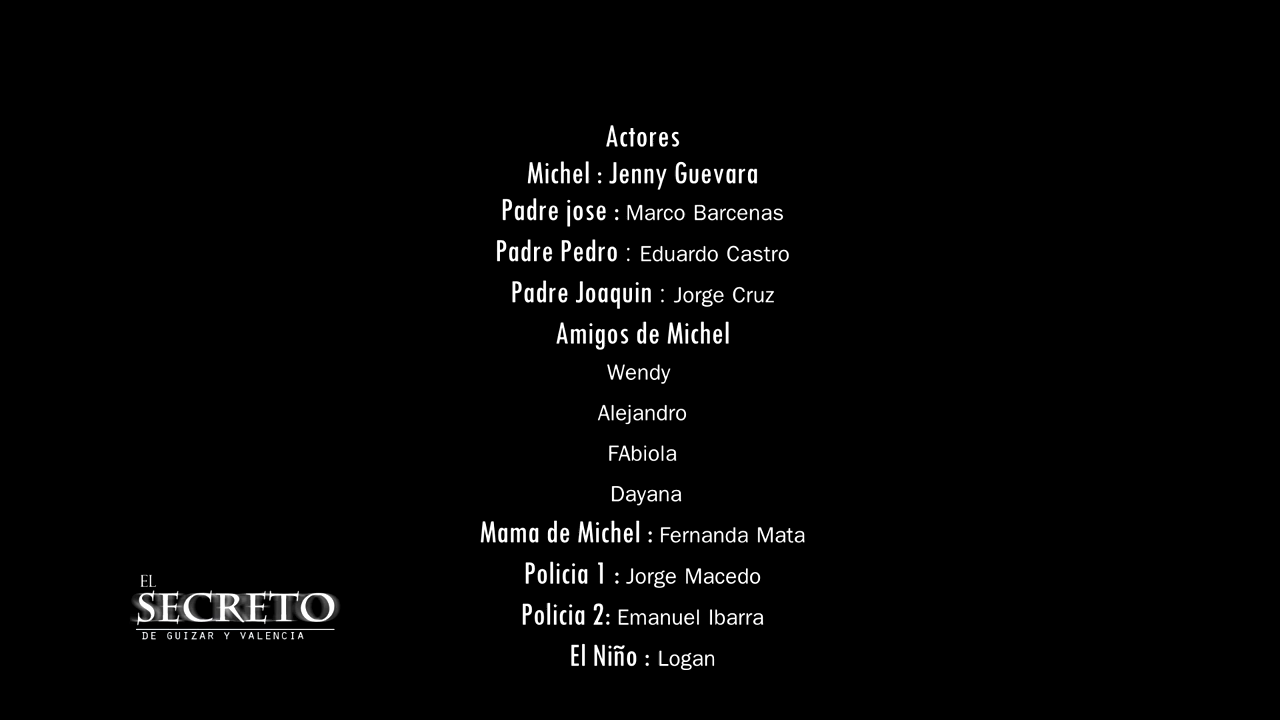 Actores
Michel : Jenny Guevara
Padre jose : Marco Barcenas
Padre Pedro : Eduardo Castro
Padre Joaquin : Jorge Cruz
Amigos de Michel
Wendy
Alejandro
FAbiola
Dayana
Mama de Michel : Fernanda Mata
Policia 1 : Jorge Macedo
Policia 2: Emanuel Ibarra
El Niño : Logan
EL
SECRETO
DE GUIZAR Y VALENCIA